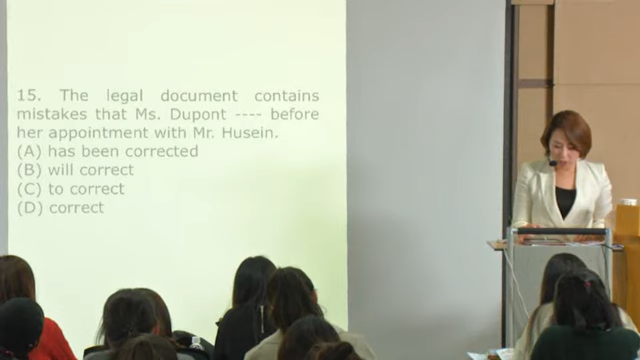 15. The legal document contains
mistakes that Ms. Dupont ---- before
her appointment with Mr. Husein.
(A) has been corrected
(B) will correct
(C) to correct
(D) correct